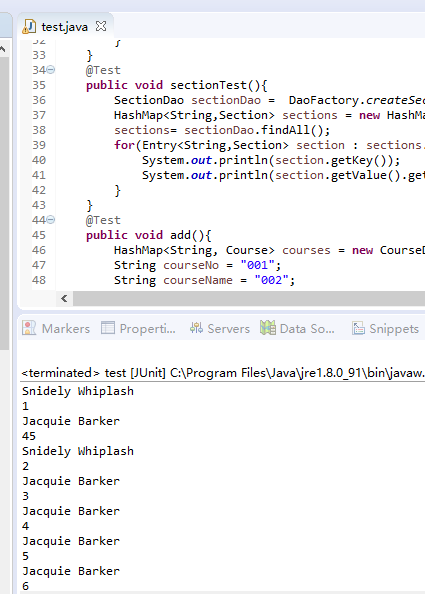 test.java
32 }
33 }
34 @Test
35 public void sectionTest(){
36 SectionDao sectionDao = DaoFactory.createSec
37 HashMap<String,Section> sections = new HashMa
38 sections= sectionDao.findAll();
39 for(Entry<String,Section> section : sections.
40 System.out.println(section.getKey());
41 System.out.println(section.getValue().get
42 }
43 }
44 @Test
45 public void add(){
46 HashMap<String, Course> courses = new CourseD
47 String courseNo = "001";
48 String courseName = "002";
Markers Properti... Servers Data So... Snippets
<terminated> test [JUnit] C:\Program Files\Java\jre1.8.0_91\bin\javaw.
Snidely Whiplash
1
Jacquie Barker
45
Snidely Whiplash
2
Jacquie Barker
3
Jacquie Barker
4
Jacquie Barker
5
Jacquie Barker
6